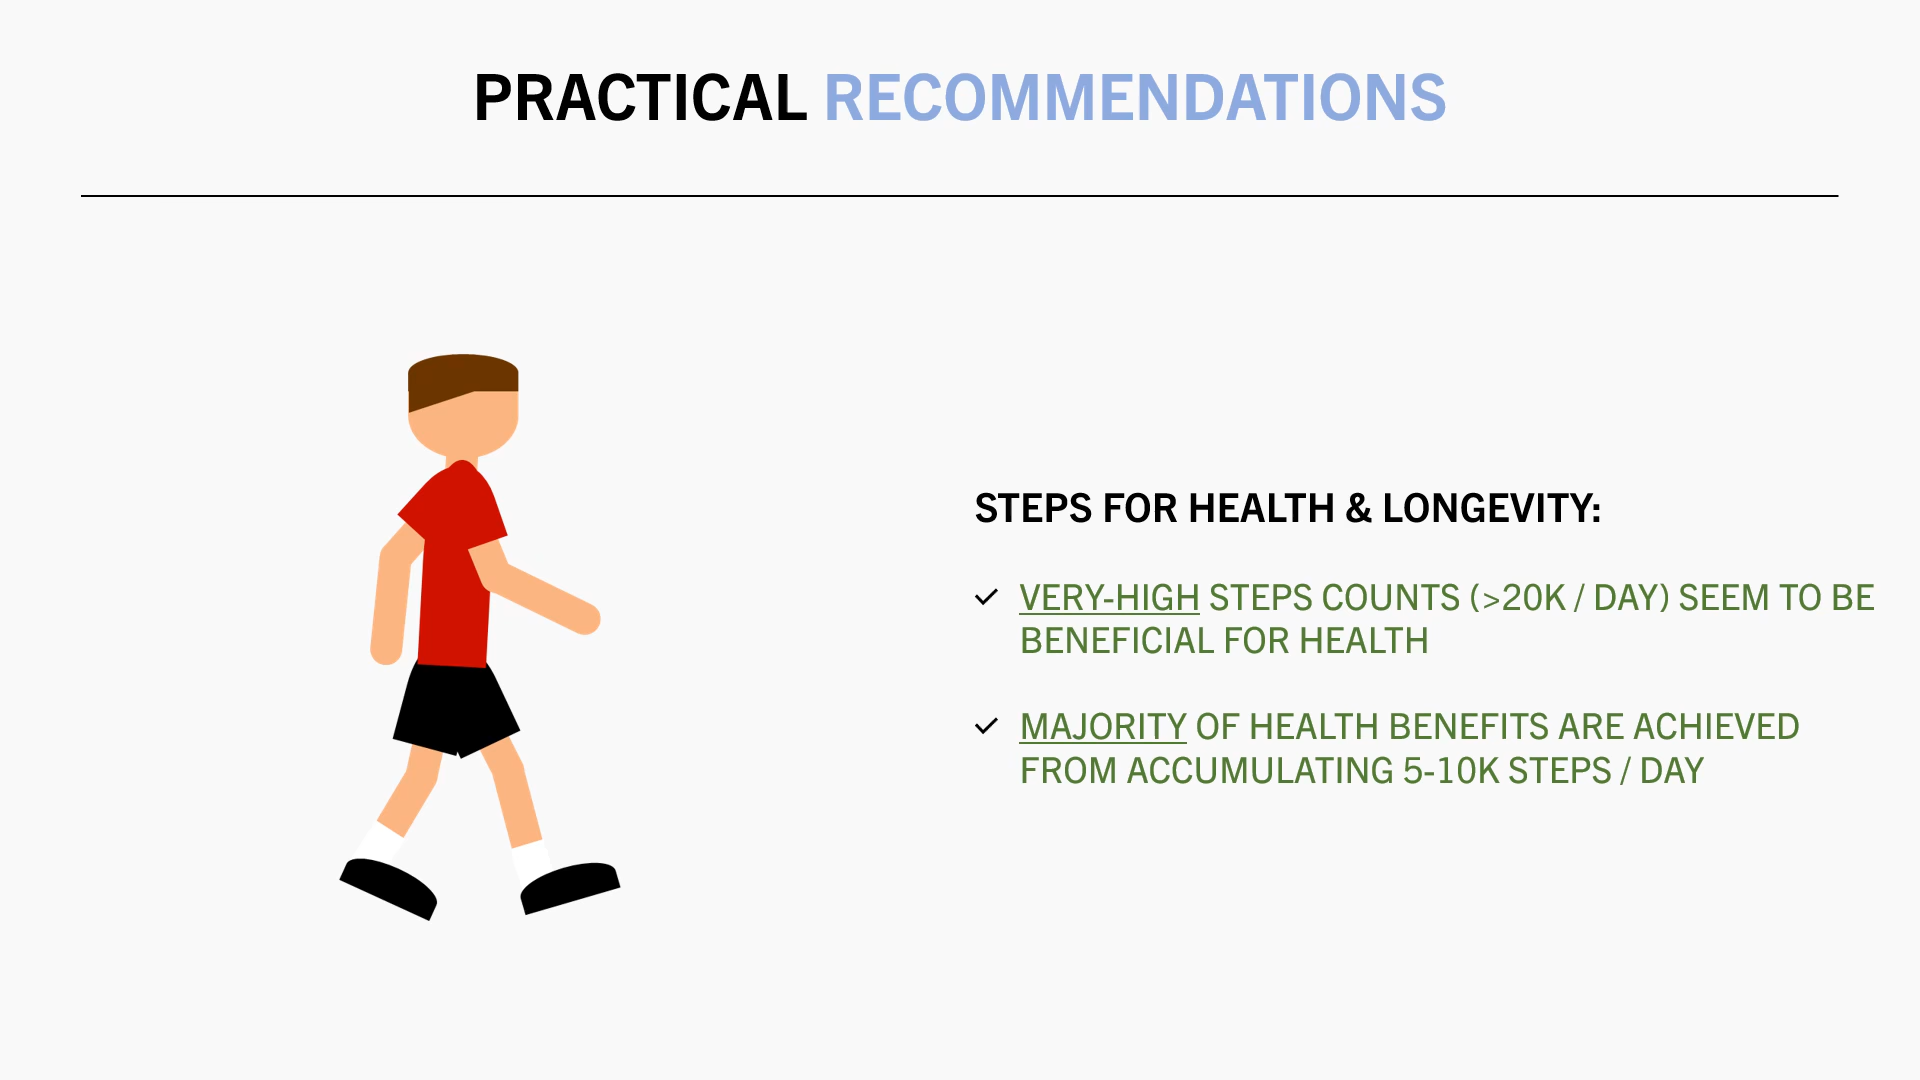 PRACTICAL RECOMMENDATIONS
STEPS FOR HEALTH & LONGEVITY:
VERY-HIGH STEPS COUNTS (>20K / DAY) SEEM TO BE
BENEFICIAL FOR HEALTH
MAJORITY OF HEALTH BENEFITS ARE ACHIEVED
FROM ACCUMULATING 5-10K STEPS / DAY